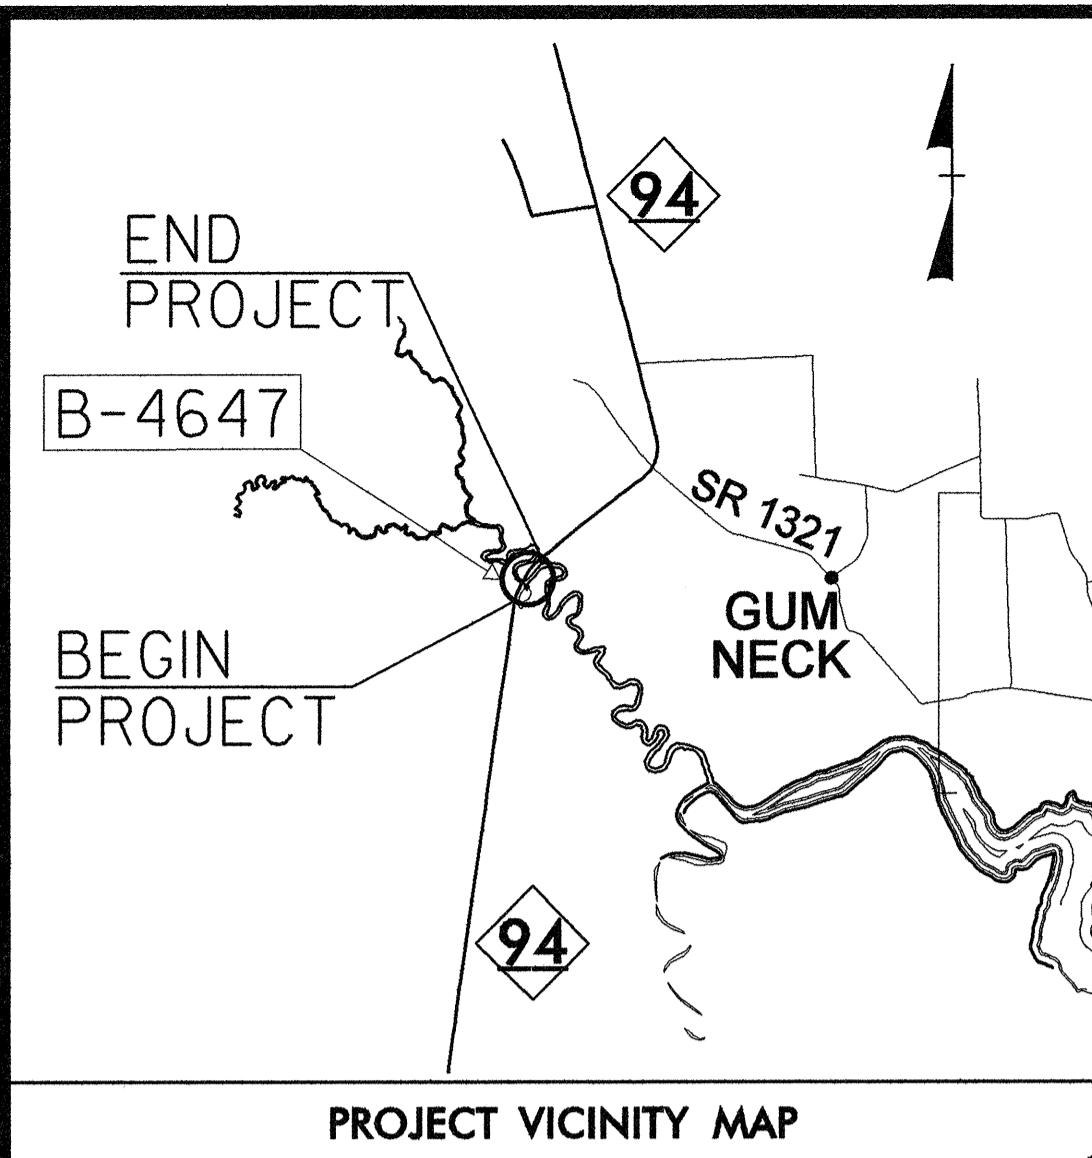 94
END
PROJECT
B-4647
SR 1321
GUM
NECK
BEGIN
PROJECT
94
PROJECT VICINITY MAP